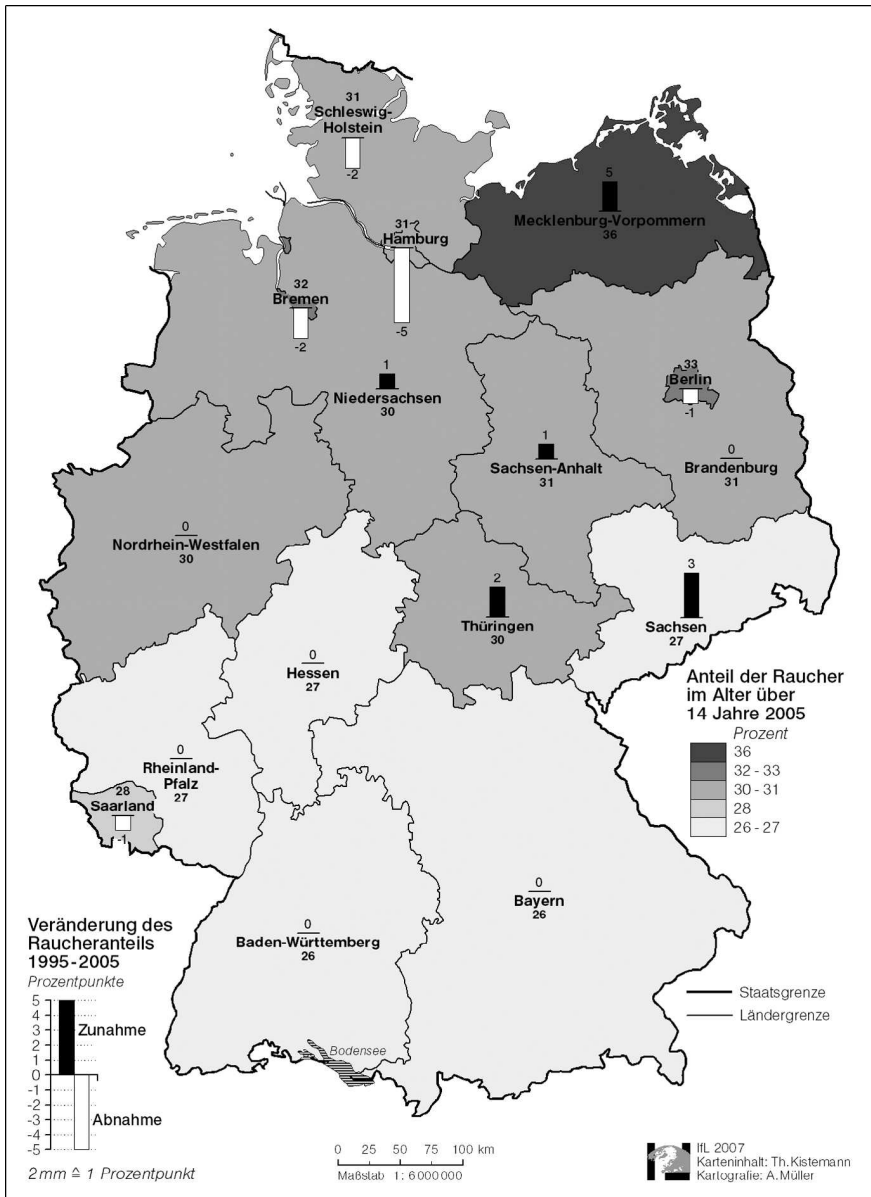 31
Schleswig-
Holstein
-2
5
Mecklenburg-Vorpommern
36
31
Hamburg
-5
32
Bremen
-2
1
Niedersachsen
30
33
Berlin
-1
1
Sachsen-Anhalt
31
0
Brandenburg
31
0
Nordrhein-Westfalen
30
2
Thüringen
30
3
Sachsen
27
0
Hessen
27
0
Rheinland-
Pfalz
27
28
Saarland
-1
0
Bayern
26
0
Baden-Württemberg
26
Bodensee
Anteil der Raucher
im Alter über
14 Jahre 2005
Prozent
36
32 - 33
30 - 31
28
26 - 27
Veränderung des
Raucheranteils
1995-2005
Prozentpunkte
5
4
3
2
1
0
-1
-2
-3
-4
-5
Zunahme
Abnahme
2 mm ≙ 1 Prozentpunkt
Staatsgrenze
Ländergrenze
0 25 50 75 100 km
Maßstab 1 : 6 000 000
IfL 2007
Karteninhalt: Th. Kistemann
Kartografie: A. Müller